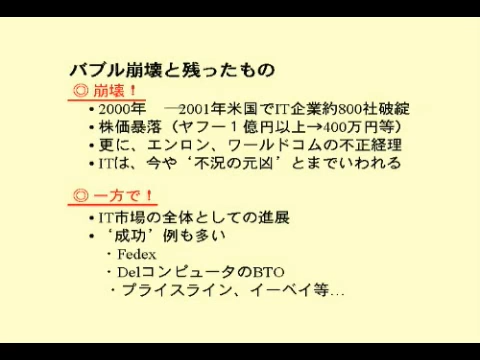 バブル崩壊と残ったもの
◎ 崩壊！
• 2000年 ―2001年米国でIT企業約800社破綻
• 株価暴落（ヤフー１億円以上→400万円等）
• 更に、エンロン、ワールドコムの不正経理
• ITは、今や‘不況の元凶’とまでいわれる
◎ 一方で！
• IT市場の全体としての進展
• ‘成功’例も多い
・Fedex
・DelコンピュータのBTO
・プライスライン、イーベイ等…